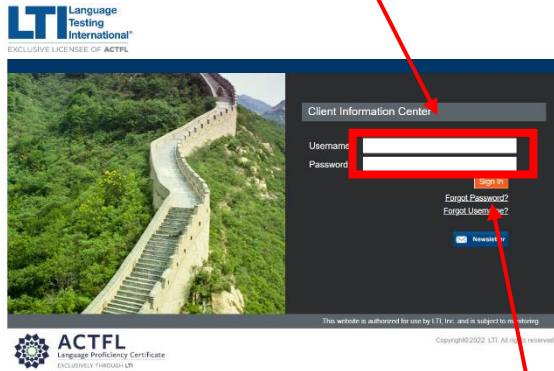 LTI Language
Testing
International®
EXCLUSIVE LICENSEE OF ACTFL
Client Information Center
Username
Password
Sign In
Forgot Password?
Forgot Username?
Newsletter
This website is authorized for use by LTI, Inc. and is subject to monitoring.
Copyright©2022 LTI. All rights reserved
ACTFL
Language Proficiency Certificate
EXCLUSIVELY THROUGH LTI